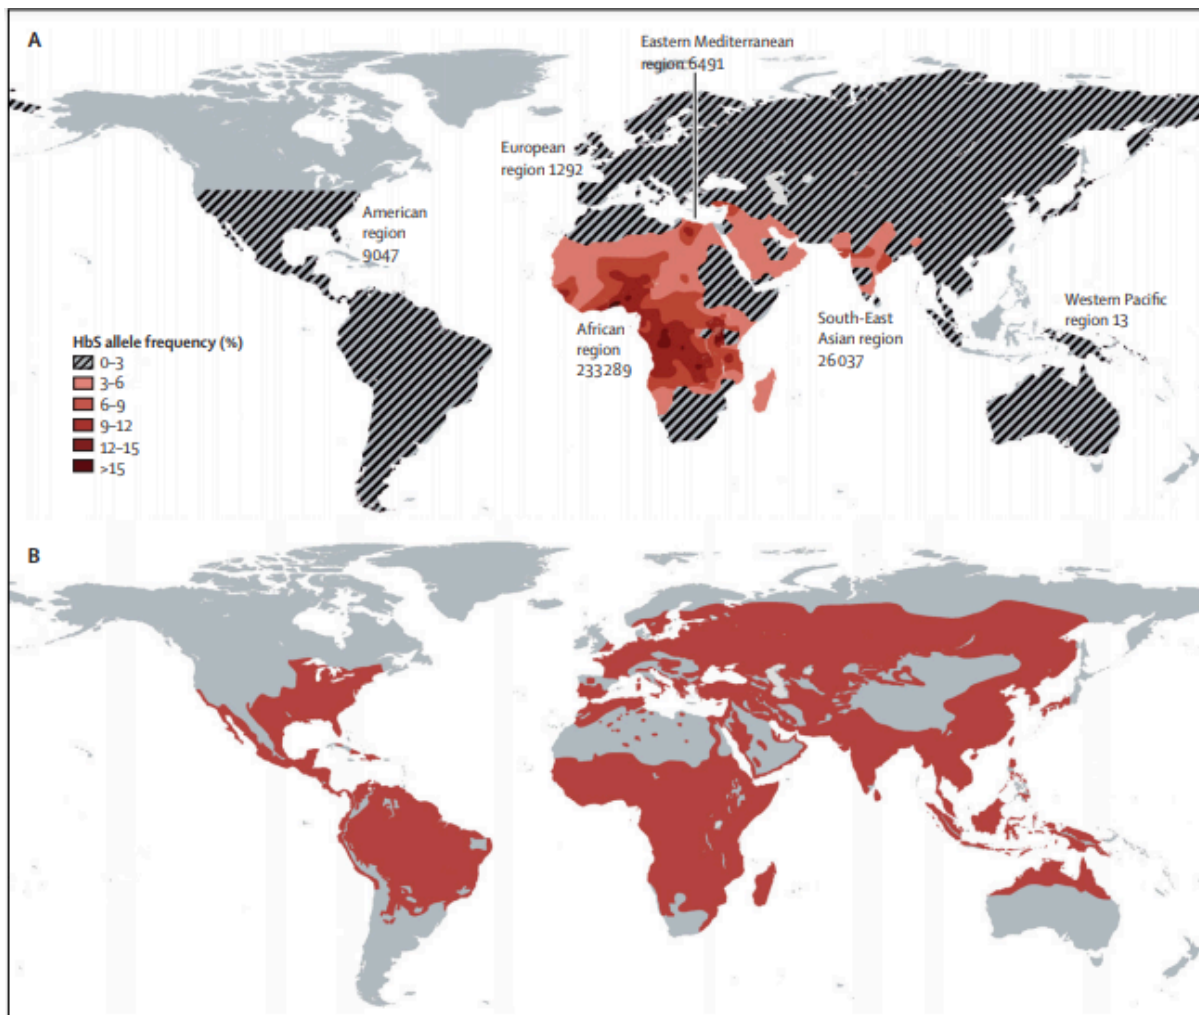 A
Eastern Mediterranean
region 6491
European
region 1292
American
region
9047
African
region
233289
South-East
Asian region
26037
Western Pacific
region 13
HbS allele frequency (%)
0–3
3–6
6–9
9–12
12–15
>15
B